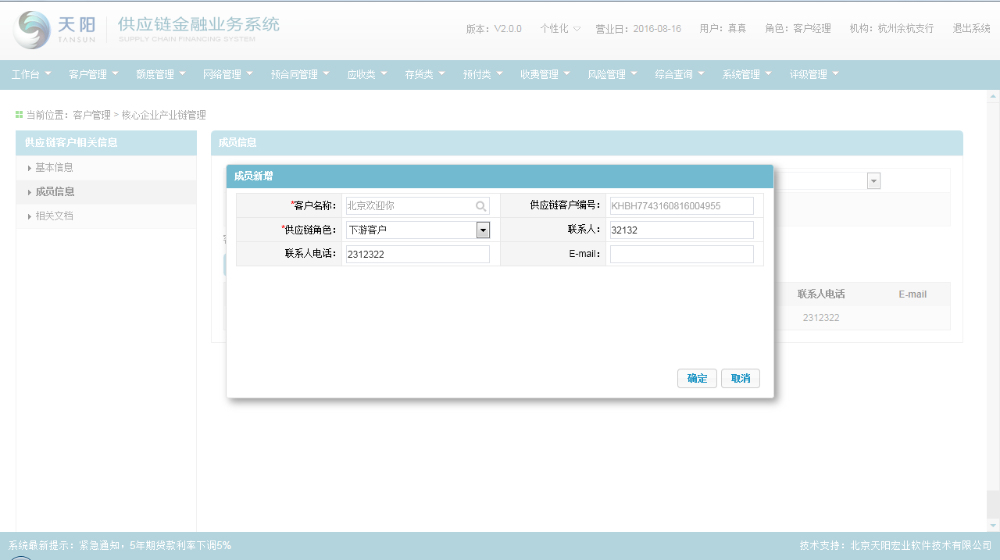 天阳
TANSUN
供应链金融业务系统
SUPPLY CHAIN FINANCING SYSTEM
版本：V2.0.0 个性化 营业日：2016-08-16 用户：真真 角色：客户经理 机构：杭州余杭支行 退出系统
工作台 客户管理 额度管理 网络管理 预合同管理 应收类 存货类 预付类 收费管理 风险管理 综合查询 系统管理 评级管理
当前位置：客户管理 > 核心企业产业链管理
供应链客户相关信息
基本信息
成员信息
相关文档
成员信息
成员新增
*客户名称： 北京欢迎你 供应链客户编号： KHBH7743160816004955
*供应链角色： 下游客户 联系人： 32132
联系人电话： 2312322 E-mail：
确定 取消
联系人电话 E-mail
2312322
系统最新提示：紧急通知，5年期贷款利率下调5% 技术支持：北京天阳宏业软件技术有限公司